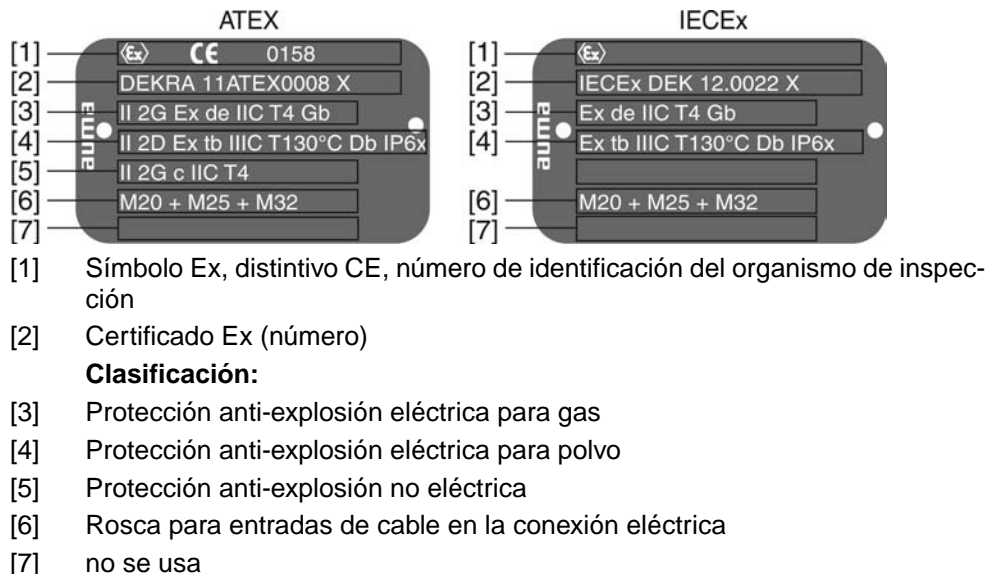 ATEX
[1] Ex CE 0158
[2] DEKRA 11ATEX0008 X
[3] II 2G Ex de IIC T4 Gb
[4] II 2D Ex tb IIIC T130°C Db IP6x
[5] II 2G c IIC T4
[6] M20 + M25 + M32
[7]
auma
IECEx
[1] Ex
[2] IECEx DEK 12.0022 X
[3] Ex de IIC T4 Gb
[4] Ex tb IIIC T130°C Db IP6x
[6] M20 + M25 + M32
[7]
auma
[1] Símbolo Ex, distintivo CE, número de identificación del organismo de inspec-
ción
[2] Certificado Ex (número)
Clasificación:
[3] Protección anti-explosión eléctrica para gas
[4] Protección anti-explosión eléctrica para polvo
[5] Protección anti-explosión no eléctrica
[6] Rosca para entradas de cable en la conexión eléctrica
[7] no se usa